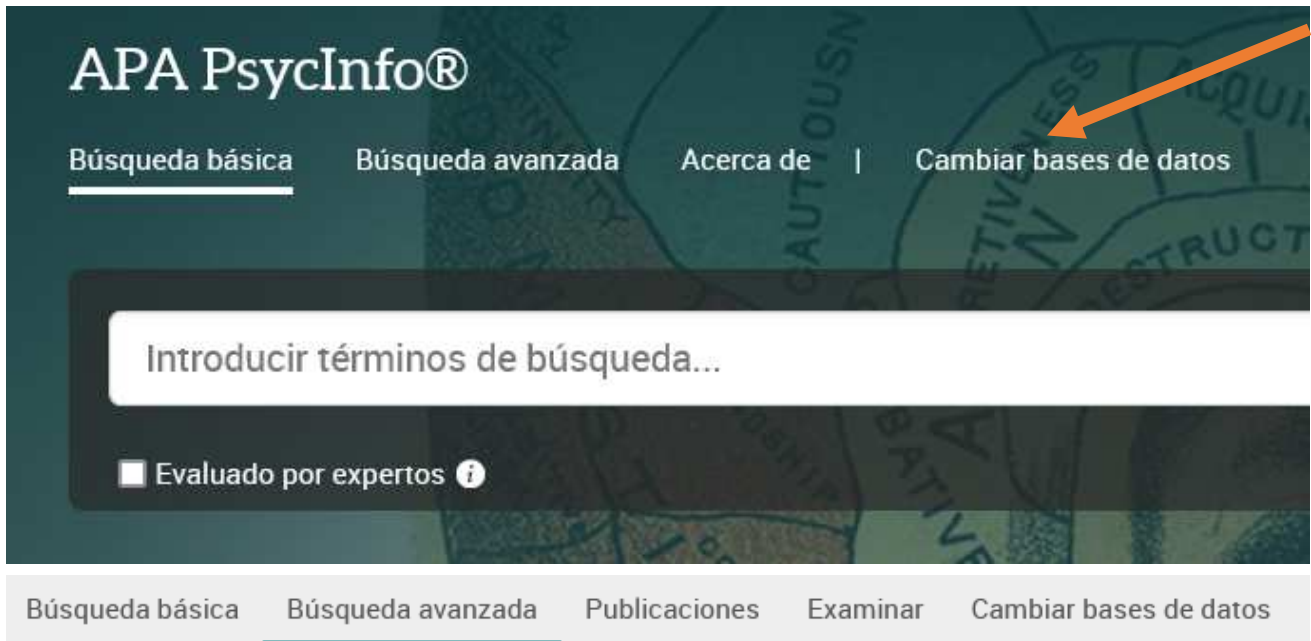 APA PsycInfo®
Búsqueda básica Búsqueda avanzada Acerca de | Cambiar bases de datos
Introducir términos de búsqueda...
Evaluado por expertos
CAUTIOUSN
Búsqueda básica Búsqueda avanzada Publicaciones Examinar Cambiar bases de datos